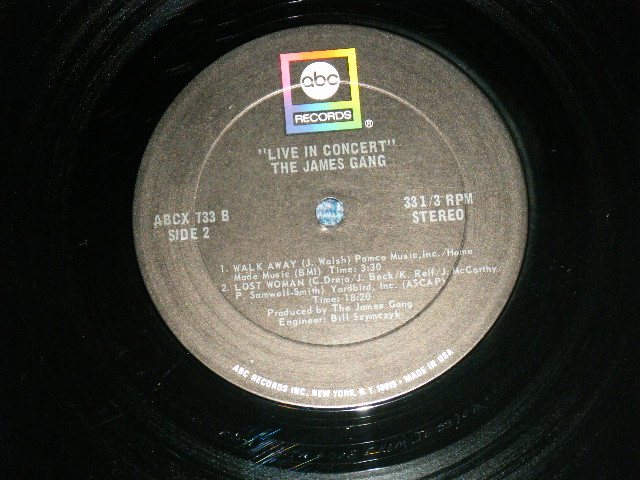 abc
RECORDS
®
"LIVE IN CONCERT"
THE JAMES GANG
ABCX 733 B
SIDE 2
33 1/3 RPM
STEREO
1. WALK AWAY (J. Walsh) Pamco Music,Inc./Home
Made Music (BMI) Time: 3:30
2. LOST WOMAN (C.Dreja/J. Beck/K. Relf/J. McCarthy
P. Samwell-Smith) Yardbird, Inc. (ASCAP)
Time: 18:20
Produced by The James Gang
Engineer: Bill Szymczyk
ABC RECORDS INC., NEW YORK, N.Y. 10019 • MADE IN USA